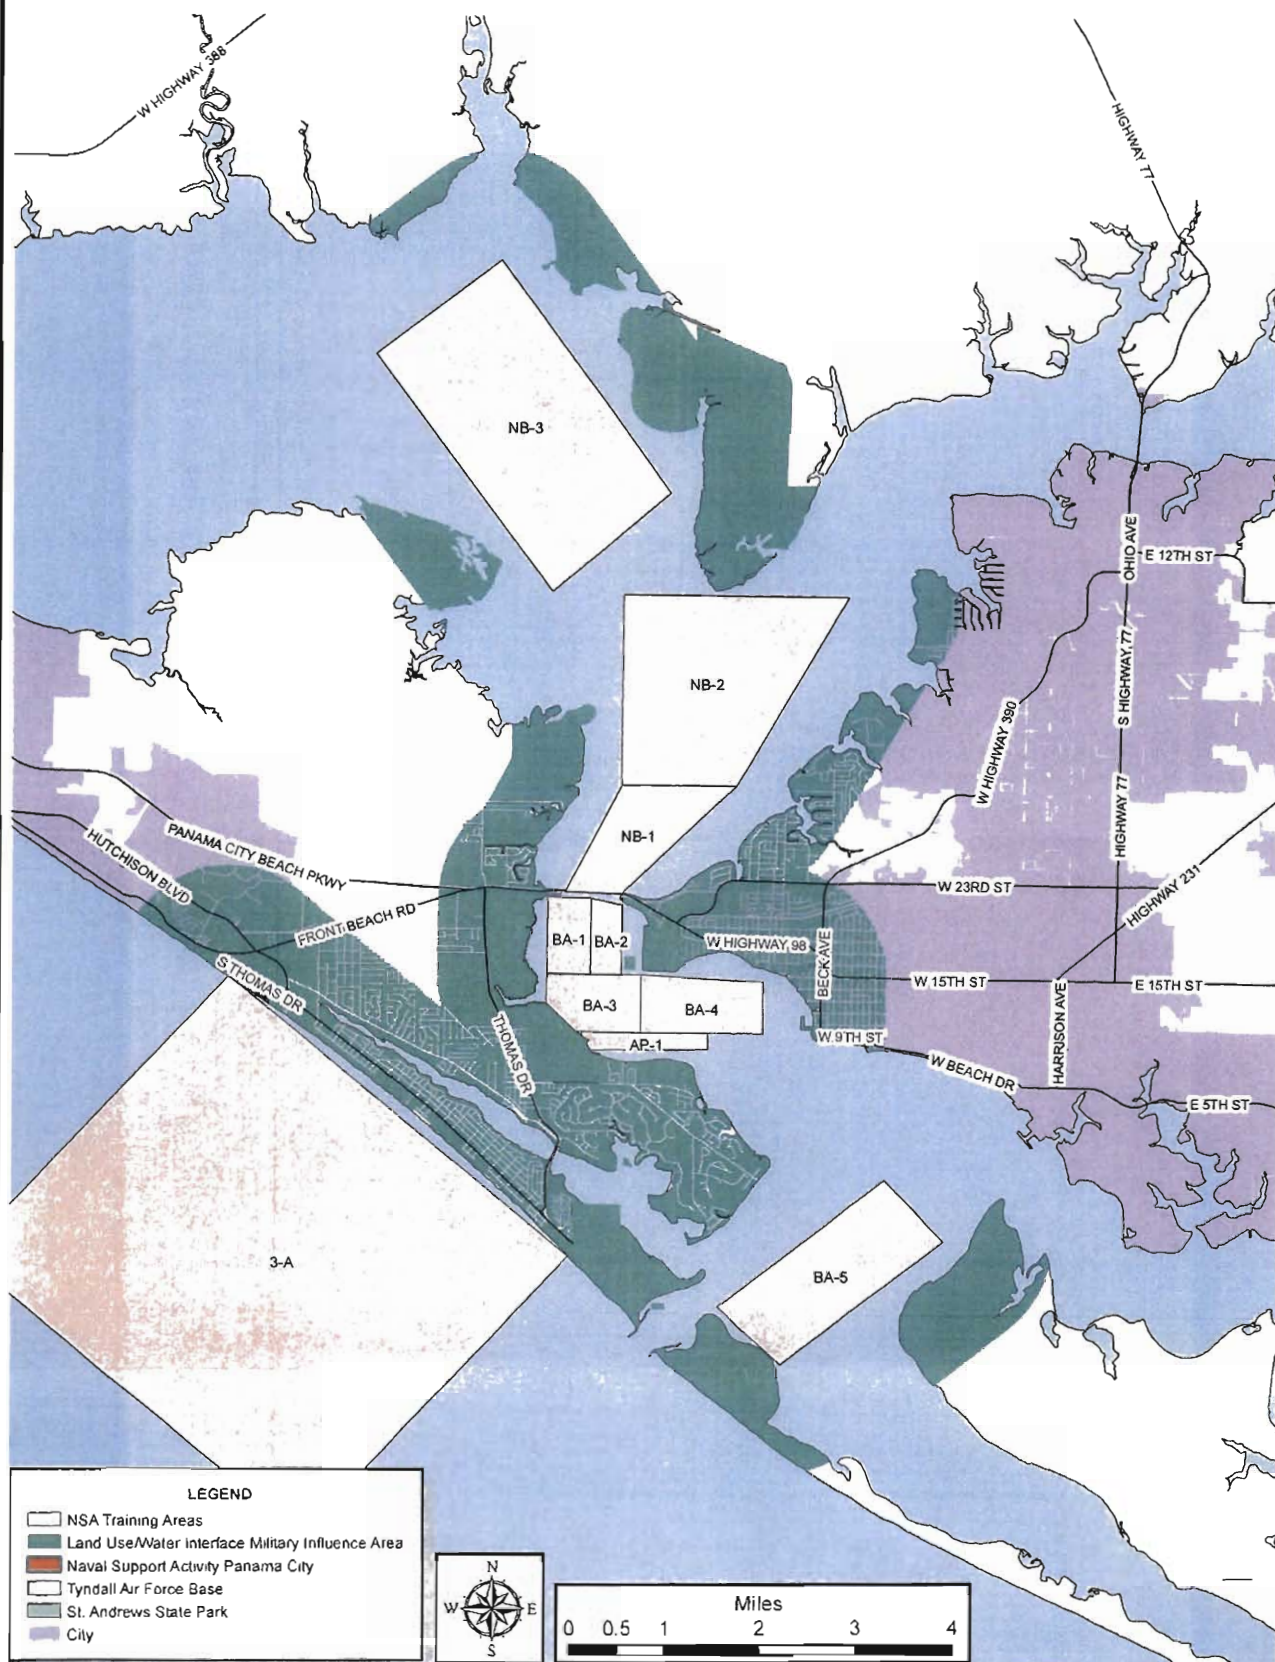 W HIGHWAY 388
HIGHWAY 77
NB-3
OHIO AVE
E 12TH ST
NB-2
S HIGHWAY 77
W HIGHWAY 390
NB-1
HIGHWAY 77
PANAMA CITY BEACH PKWY
HUTCHISON BLVD
W 23RD ST
HIGHWAY 231
FRONT BEACH RD
BA-1
BA-2
W HIGHWAY 98
BECK AVE
S THOMAS DR
W 15TH ST
E 15TH ST
BA-3
BA-4
HARRISON AVE
THOMAS DR
AP-1
W 9TH ST
W BEACH DR
E 5TH ST
3-A
BA-5
LEGEND
NSA Training Areas
Land Use/Water Interface Military Influence Area
Naval Support Activity Panama City
Tyndall Air Force Base
St. Andrews State Park
City
N
W E
S
Miles
0 0.5 1 2 3 4